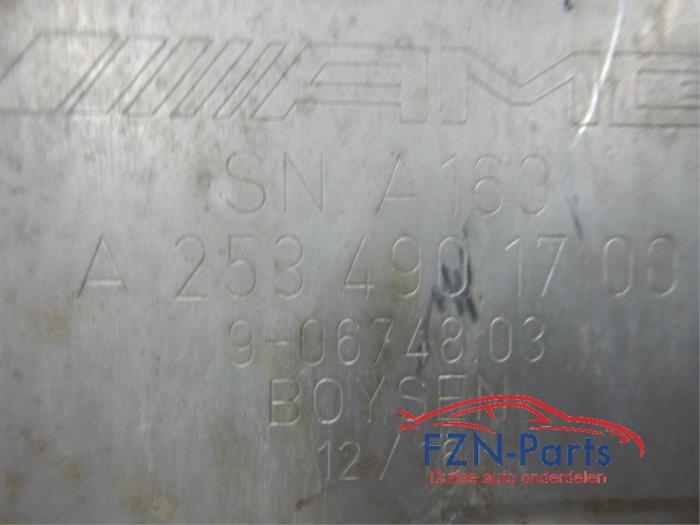 AMG
SN A160
A 253 490 17 00
9-06748.03
BOYSEN
12 /
FZN-Parts
Duitse auto onderdelen